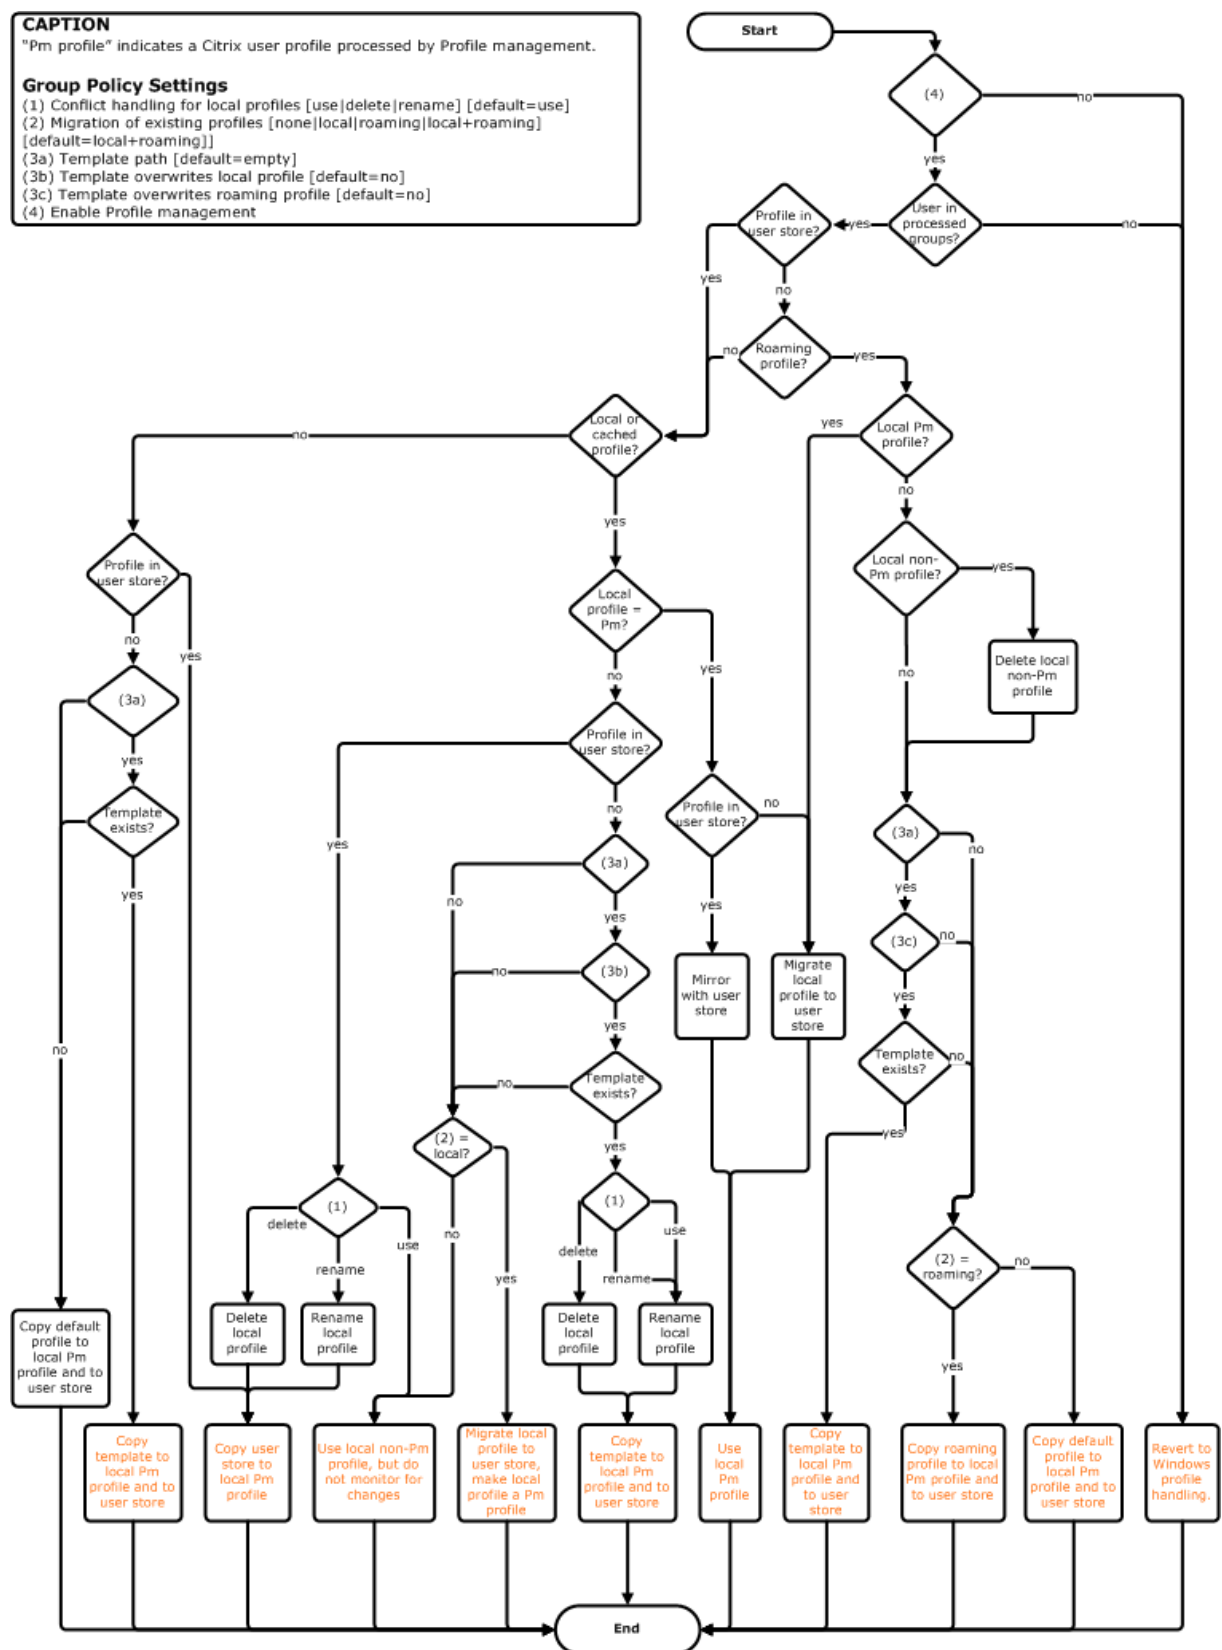 CAPTION
"Pm profile" indicates a Citrix user profile processed by Profile management.
Group Policy Settings
(1) Conflict handling for local profiles [use|delete|rename] [default=use]
(2) Migration of existing profiles [none|local|roaming|local+roaming]
[default=local+roaming]]
(3a) Template path [default=empty]
(3b) Template overwrites local profile [default=no]
(3c) Template overwrites roaming profile [default=no]
(4) Enable Profile management
Start
(4)
no
yes
User in
processed
groups?
no
yes
Profile in
user store?
yes
no
Roaming
profile?
no
yes
Local or
cached
profile?
no
yes
Local Pm
profile?
yes
no
Profile in
user store?
no
yes
(3a)
yes
no
Template
exists?
yes
Local
profile =
Pm?
yes
no
Profile in
user store?
yes
no
(3a)
no
yes
(3b)
no
yes
Template
exists?
no
yes
Profile in
user store?
no
yes
Mirror
with user
store
Migrate
local
profile to
user
store
Local non-
Pm profile?
yes
no
Delete local
non-Pm
profile
(3a)
no
yes
(3c)
no
yes
Template
exists?
no
yes
(2) =
local?
no
yes
(1)
delete
rename
use
Delete
local
profile
Rename
local
profile
(1)
delete
rename
use
Delete
local
profile
Rename
local
profile
(2) =
roaming?
no
yes
Copy default
profile to
local Pm
profile and to
user store
Copy
template to
local Pm
profile and to
user store
Copy user
store to
local Pm
profile
Use local non-Pm
profile, but do
not monitor for
changes
Migrate local
profile to
user store,
make local
profile a Pm
profile
Copy
template to
local Pm
profile and to
user store
Use
local
Pm
profile
Copy
template to
local Pm
profile and
to user
store
Copy roaming
profile to local
Pm profile and
to user store
Copy default
profile to
local Pm
profile and to
user store
Revert to
Windows
profile
handling.
End